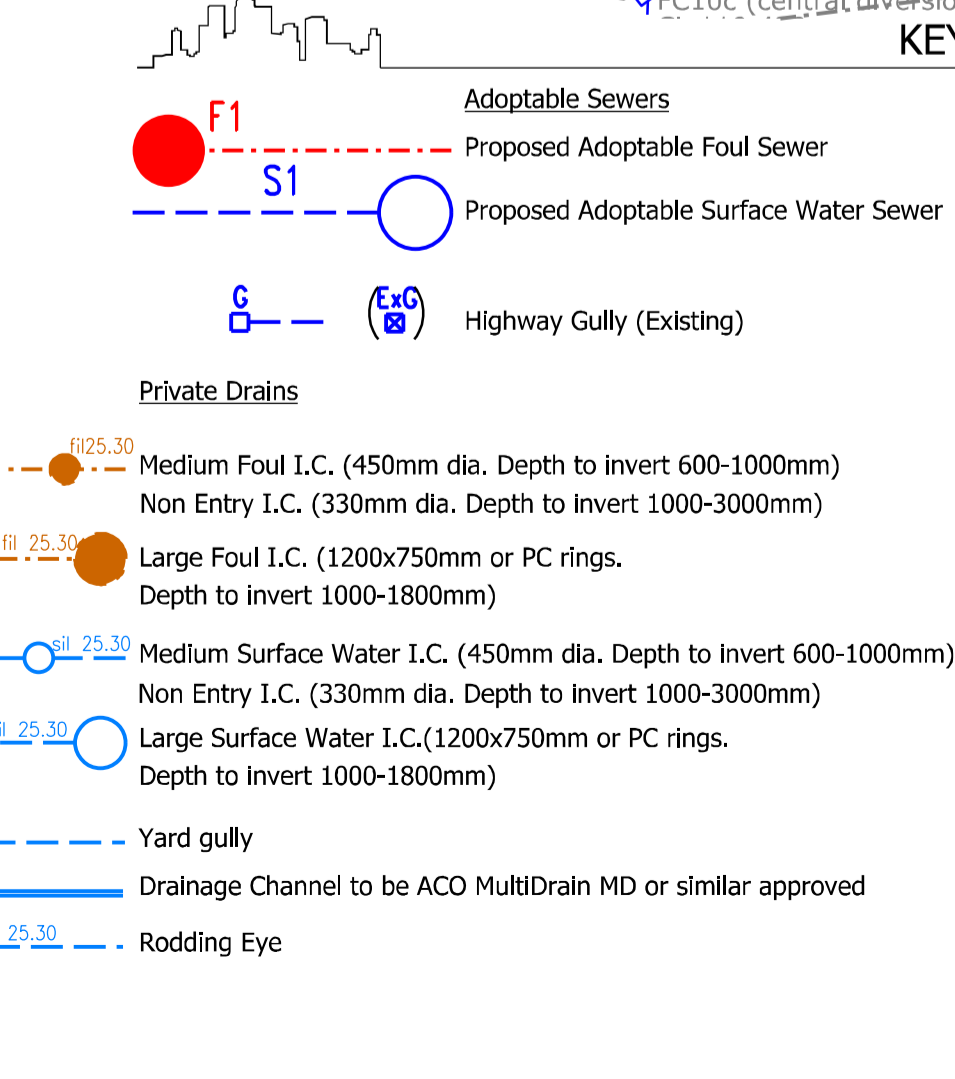 FC10c (central diversio
KEY
Adoptable Sewers
F1
Proposed Adoptable Foul Sewer
S1
Proposed Adoptable Surface Water Sewer
G
ExG
Highway Gully (Existing)
Private Drains
fil25.30
Medium Foul I.C. (450mm dia. Depth to invert 600-1000mm)
Non Entry I.C. (330mm dia. Depth to invert 1000-3000mm)
fil 25.30
Large Foul I.C. (1200x750mm or PC rings.
Depth to invert 1000-1800mm)
sil 25.30
Medium Surface Water I.C. (450mm dia. Depth to invert 600-1000mm)
Non Entry I.C. (330mm dia. Depth to invert 1000-3000mm)
il 25.30
Large Surface Water I.C.(1200x750mm or PC rings.
Depth to invert 1000-1800mm)
Yard gully
Drainage Channel to be ACO MultiDrain MD or similar approved
25.30
Rodding Eye